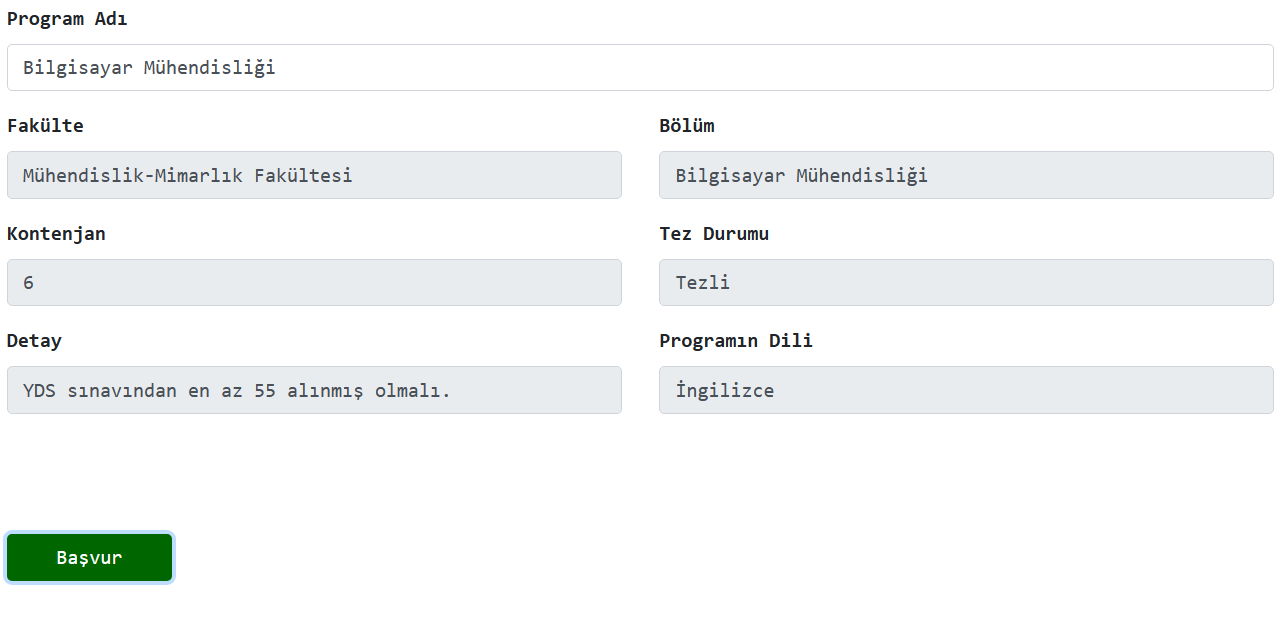 Program Adı
Bilgisayar Mühendisliği
Fakülte
Bölüm
Mühendislik-Mimarlık Fakültesi
Bilgisayar Mühendisliği
Kontenjan
Tez Durumu
6
Tezli
Detay
Programın Dili
YDS sınavından en az 55 alınmış olmalı.
İngilizce
Başvur